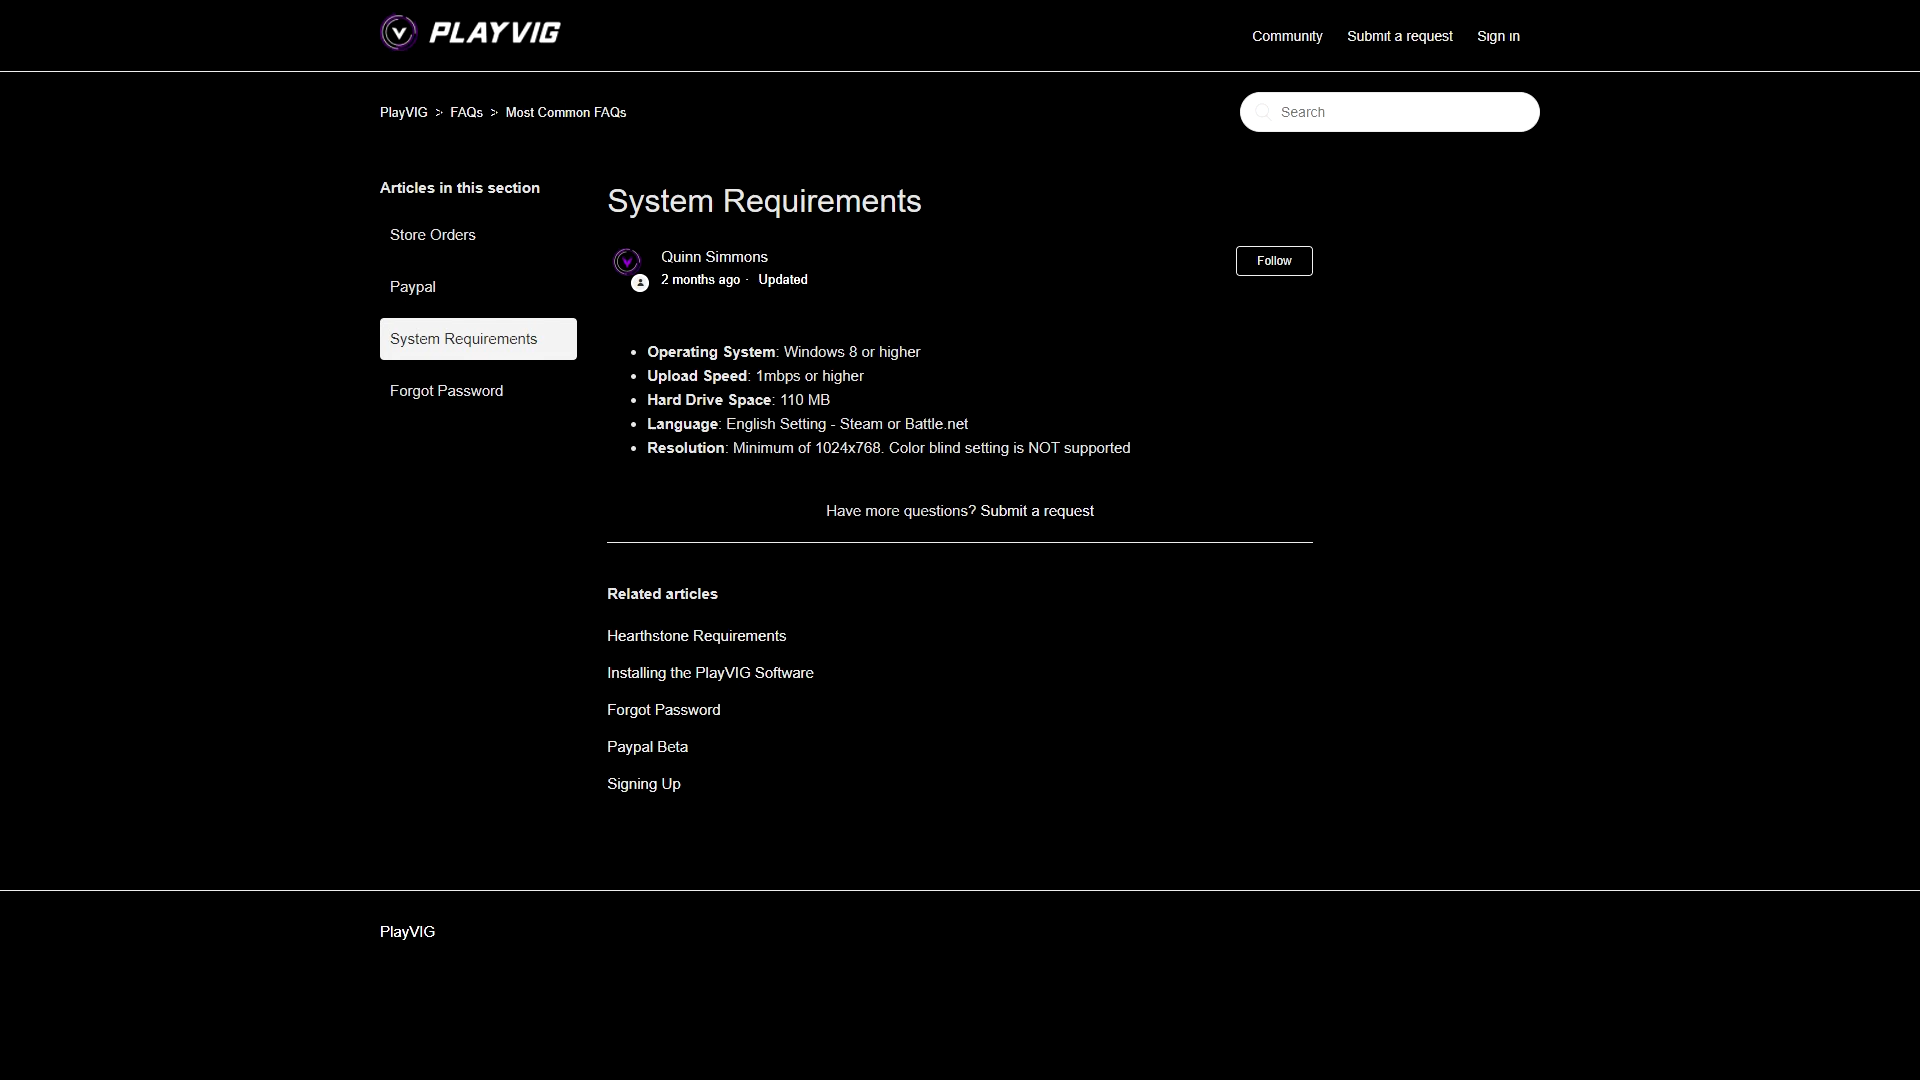 PLAYVIG
Community
Submit a request
Sign in
PlayVIG > FAQs > Most Common FAQs
Search
Articles in this section
Store Orders
Paypal
System Requirements
Forgot Password
System Requirements
Quinn Simmons
2 months ago · Updated
Follow
• Operating System: Windows 8 or higher
• Upload Speed: 1mbps or higher
• Hard Drive Space: 110 MB
• Language: English Setting - Steam or Battle.net
• Resolution: Minimum of 1024x768. Color blind setting is NOT supported
Have more questions? Submit a request
Related articles
Hearthstone Requirements
Installing the PlayVIG Software
Forgot Password
Paypal Beta
Signing Up
PlayVIG